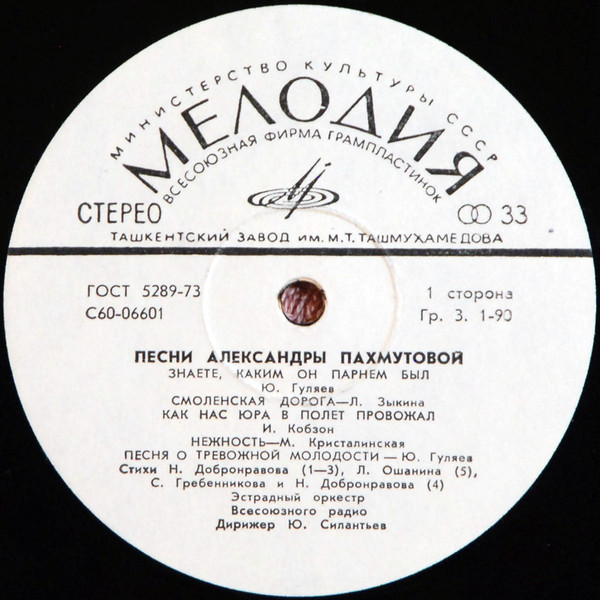 МИНИСТЕРСТВО КУЛЬТУРЫ СССР
МЕЛОДИЯ
ВСЕСОЮЗНАЯ ФИРМА ГРАМПЛАСТИНОК
СТЕРЕО
33
ТАШКЕНТСКИЙ ЗАВОД ИМ. М.Т. ТАШМУХАМЕДОВА
ГОСТ 5289-73
1 сторона
С60-06601
Гр. 3. 1-90
ПЕСНИ АЛЕКСАНДРЫ ПАХМУТОВОЙ
ЗНАЕТЕ, КАКИМ ОН ПАРНЕМ БЫЛ
Ю. Гуляев
СМОЛЕНСКАЯ ДОРОГА—Л. Зыкина
КАК НАС ЮРА В ПОЛЕТ ПРОВОЖАЛ
И. Кобзон
НЕЖНОСТЬ—М. Кристалинская
ПЕСНЯ О ТРЕВОЖНОЙ МОЛОДОСТИ—Ю. Гуляев
Стихи Н. Добронравова (1—3), Л. Ошанина (5),
С. Гребенникова и Н. Добронравова (4)
Эстрадный оркестр
Всесоюзного радио
Дирижер Ю. Силантьев